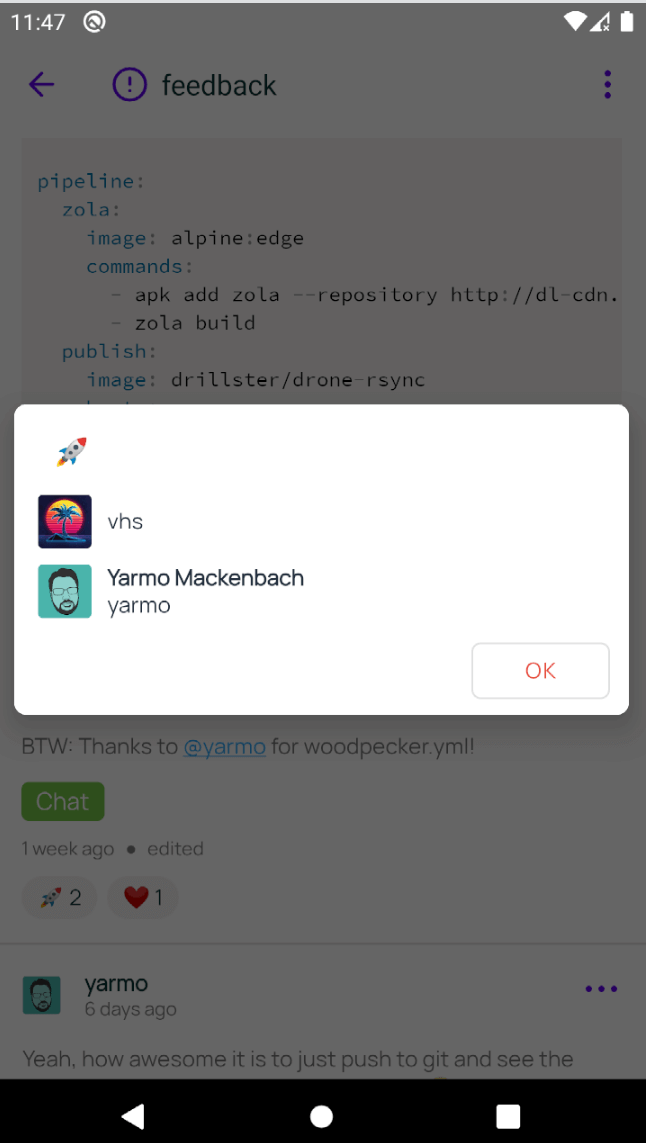 11:47
feedback
pipeline:
zola:
image: alpine:edge
commands:
- apk add zola --repository http://dl-cdn.
- zola build
publish:
image: drillster/drone-rsync
🚀
vhs
Yarmo Mackenbach
yarmo
OK
BTW: Thanks to @yarmo for woodpecker.yml!
Chat
1 week ago ● edited
🚀 2 ❤️ 1
yarmo
6 days ago
Yeah, how awesome it is to just push to git and see the